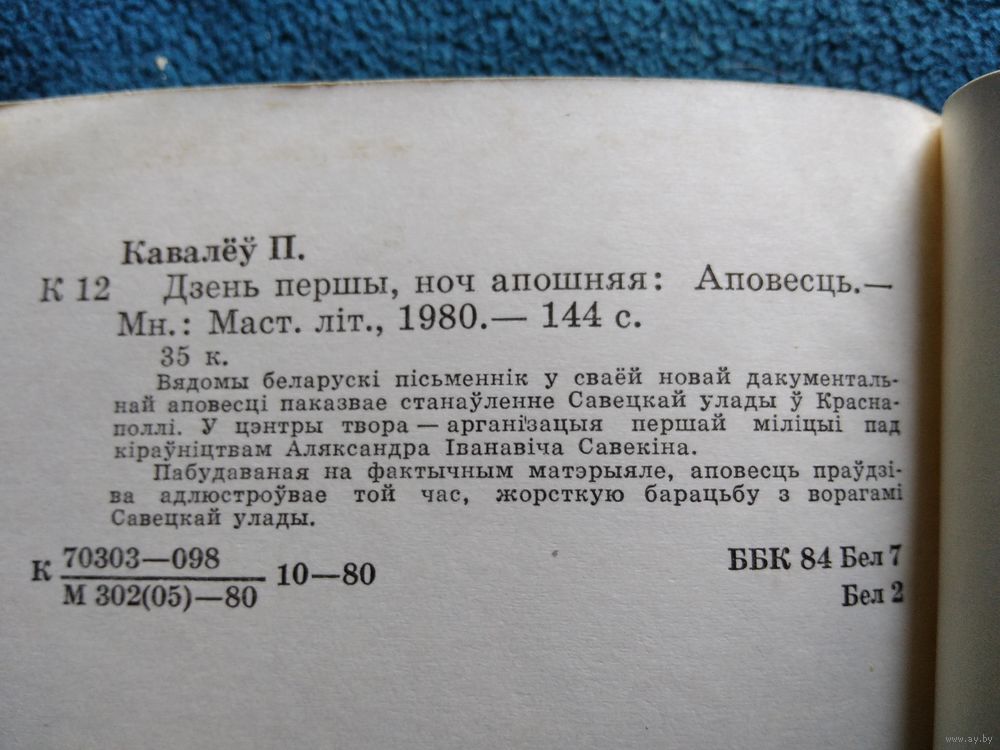 Кавалёў П.
К 12 Дзень першы, ноч апошняя: Аповесць.—
Мн.: Маст. літ., 1980.— 144 с.
35 к.
Вядомы беларускі пісьменнік у сваёй новай дакументаль-
най аповесці паказвае станаўленне Савецкай улады ў Красна-
поллі. У цэнтры твора — арганізацыя першай міліцыі пад
кіраўніцтвам Аляксандра Іванавіча Савекіна.
Пабудаваная на фактычным матэрыяле, аповесць праўдзі-
ва адлюстроўвае той час, жорсткую барацьбу з ворагамі
Савецкай улады.
К 70303—098
М 302(05)—80 10—80
ББК 84 Бел 7
Бел 2
www.ay.by